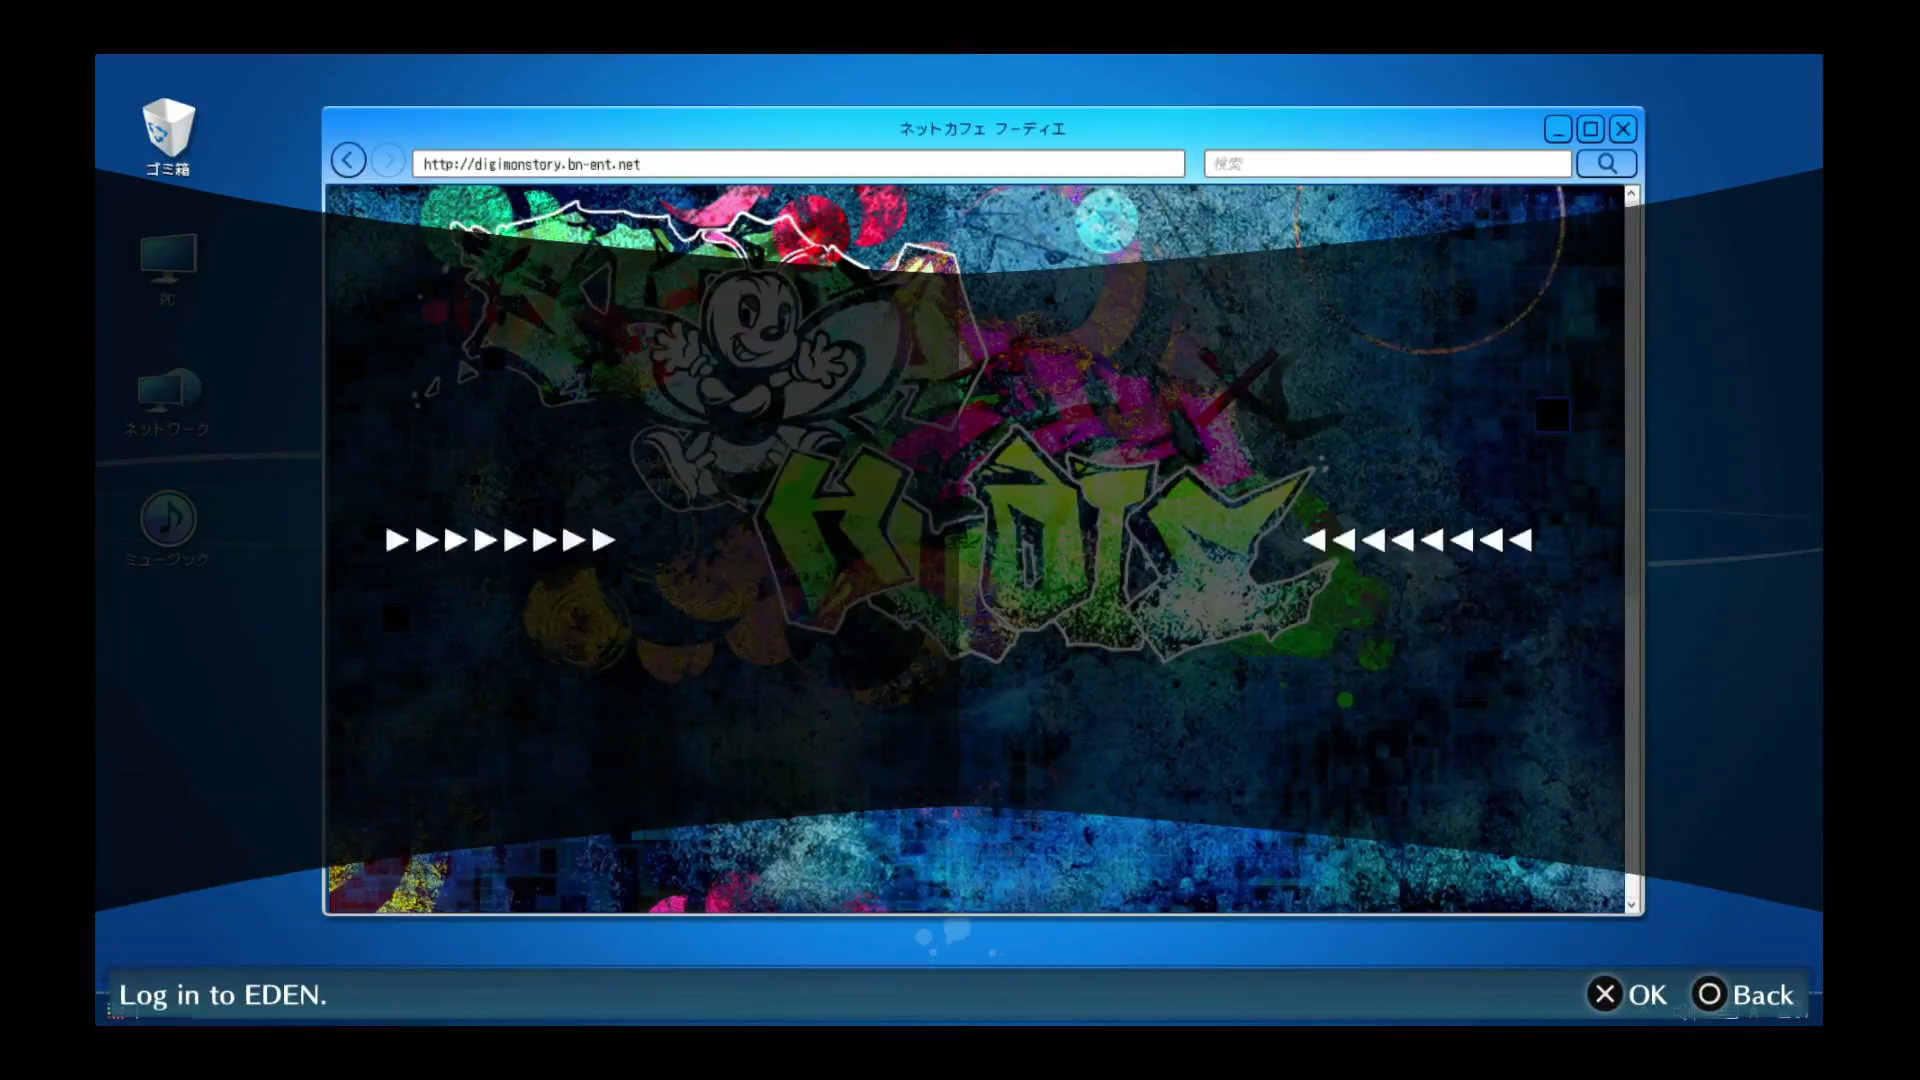 ゴミ箱
ネットカフェ フーディエ
http://digimonstory.bn-ent.net
検索
PC
ネットワーク
ミュージック
Log in to EDEN.
OK
Back